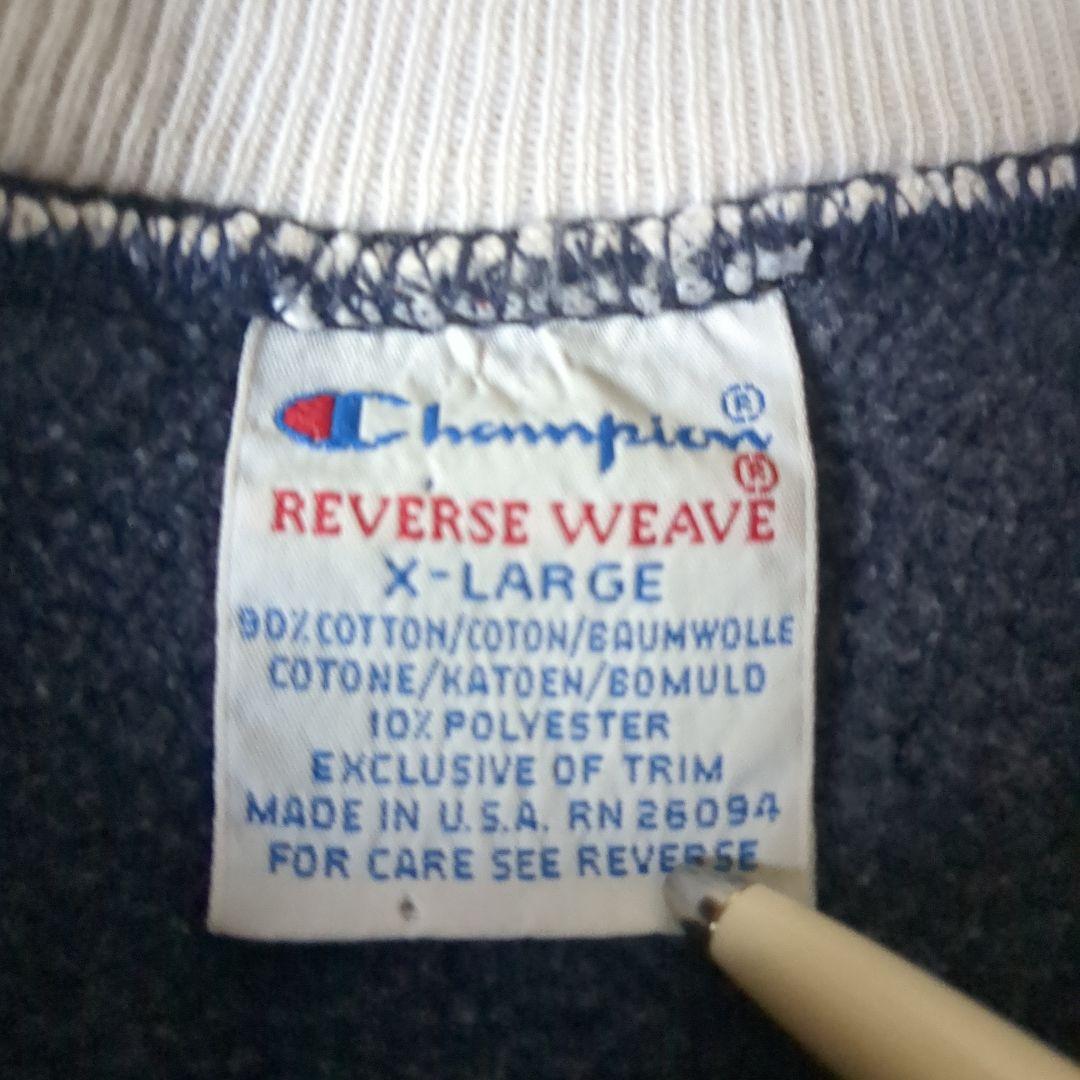 Champion®
®
REVERSE WEAVE
X-LARGE
90% COTTON/COTON/BAUMWOLLE
COTONE/KATOEN/BOMULD
10% POLYESTER
EXCLUSIVE OF TRIM
MADE IN U.S.A. RN 26094
FOR CARE SEE REVERSE